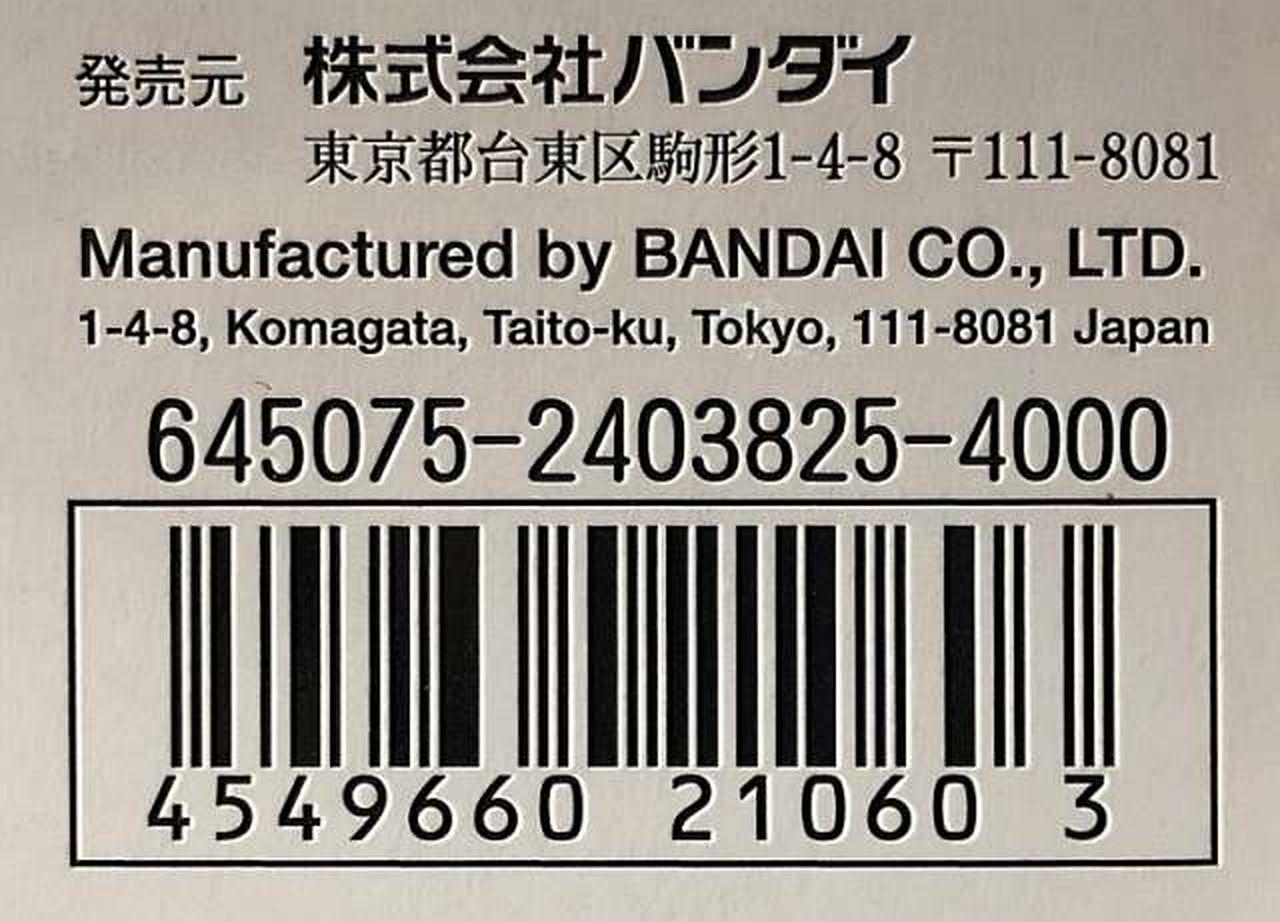 発売元 株式会社バンダイ
東京都台東区駒形1-4-8 〒111-8081
Manufactured by BANDAI CO., LTD.
1-4-8, Komagata, Taito-ku, Tokyo, 111-8081 Japan
645075-2403825-4000
4549660 21060 3